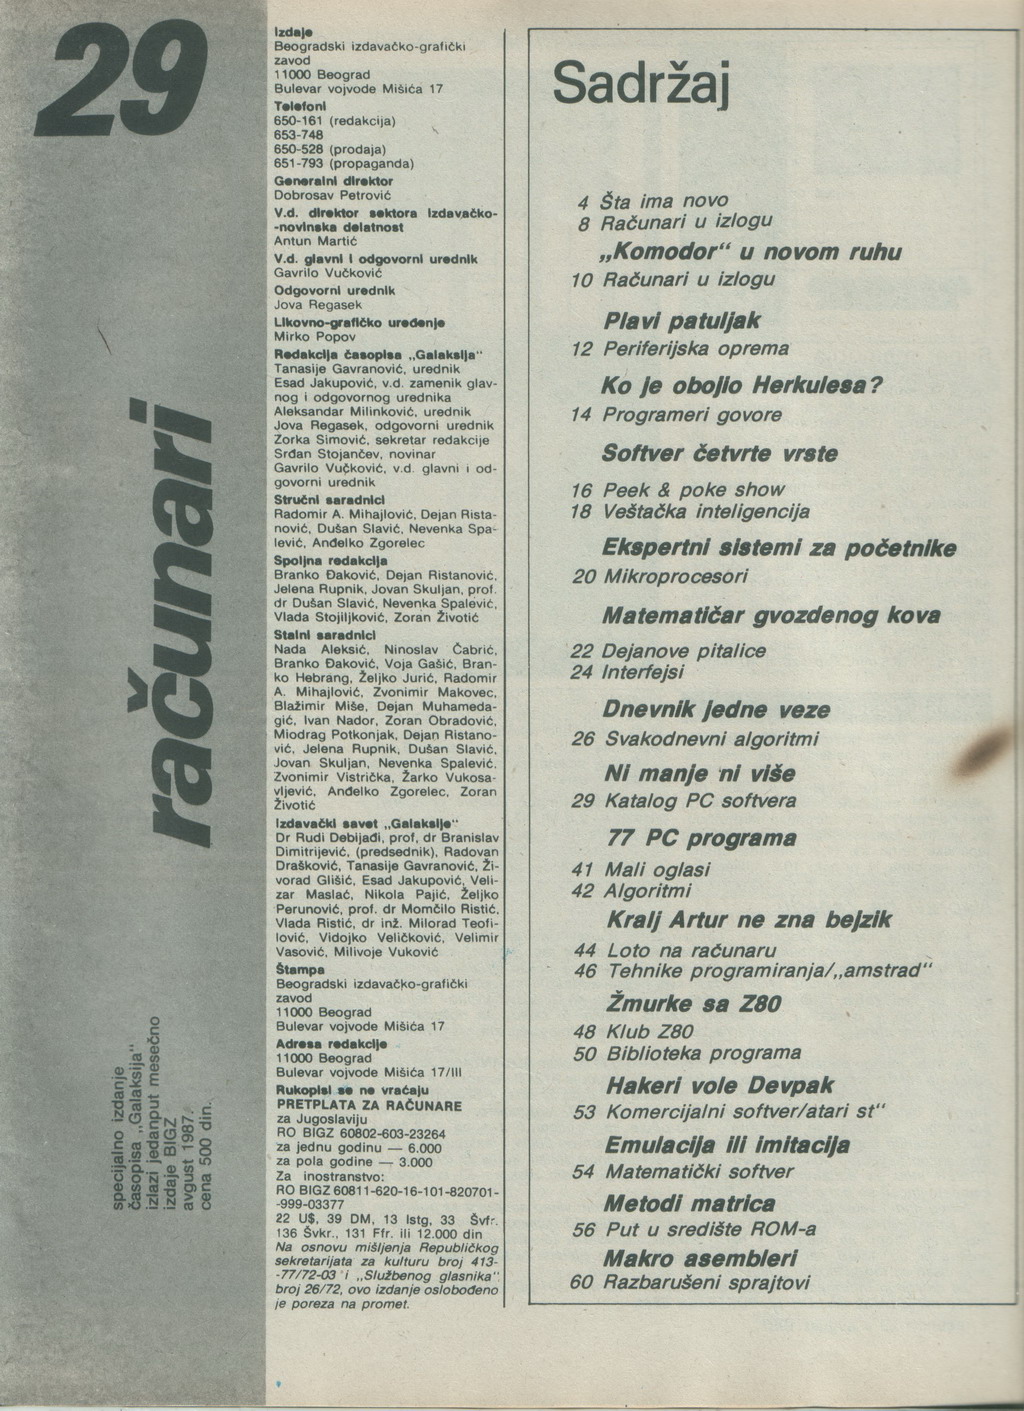 29
računari
specijalno izdanje
časopisa „Galaksija"
izlazi jedanput mesečno
izdaje BIGZ
avgust 1987.
cena 500 din.
Izdaje
Beogradski izdavačko-grafički
zavod
11000 Beograd
Bulevar vojvode Mišića 17
Telefoni
650-161 (redakcija)
653-748
650-528 (prodaja)
651-793 (propaganda)
Generalni direktor
Dobrosav Petrović
V.d. direktor sektora izdavačko-
-novinska delatnost
Antun Martić
V.d. glavni i odgovorni urednik
Gavrilo Vučković
Odgovorni urednik
Jova Regasek
Likovno-grafičko uređenje
Mirko Popov
Redakcija časopisa „Galaksija"
Tanasije Gavranović, urednik
Esad Jakupović, v.d. zamenik glav-
nog i odgovornog urednika
Aleksandar Milinković, urednik
Jova Regasek, odgovorni urednik
Zorka Simović, sekretar redakcije
Srđan Stojančev, novinar
Gavrilo Vučković, v.d. glavni i od-
govorni urednik
Stručni saradnici
Radomir A. Mihajlović, Dejan Rista-
nović, Dušan Slavić, Nevenka Spa-
lević, Anđelko Zgorelec
Spoljna redakcija
Branko Đaković, Dejan Ristanović,
Jelena Rupnik, Jovan Skuljan, prof.
dr Dušan Slavić, Nevenka Spalević,
Vlada Stojiljković, Zoran Životić
Stalni saradnici
Nada Aleksić, Ninoslav Čabrić,
Branko Đaković, Voja Gašić, Bran-
ko Hebrang, Željko Jurić, Radomir
A. Mihajlović, Zvonimir Makovec,
Blažimir Miše, Dejan Muhameda-
gić, Ivan Nador, Zoran Obradović,
Miodrag Potkonjak, Dejan Ristano-
vić, Jelena Rupnik, Dušan Slavić,
Jovan Skuljan, Nevenka Spalević,
Zvonimir Vistrička, Žarko Vukosa-
vljević, Anđelko Zgorelec, Zoran
Životić
Izdavački savet „Galaksije"
Dr Rudi Debijađi, prof, dr Branislav
Dimitrijević, (predsednik), Radovan
Drašković, Tanasije Gavranović, Ži-
vorad Glišić, Esad Jakupović, Veli-
zar Maslać, Nikola Pajić, Željko
Perunović, prof. dr Momčilo Ristić,
Vlada Ristić, dr inž. Milorad Teofi-
lović, Vidojko Veličković, Velimir
Vasović, Milivoje Vuković
Štampa
Beogradski izdavačko-grafički
zavod
11000 Beograd
Bulevar vojvode Mišića 17
Adresa redakcije
11000 Beograd
Bulevar vojvode Mišića 17/III
Rukopisi se ne vraćaju
PRETPLATA ZA RAČUNARE
za Jugoslaviju
RO BIGZ 60802-603-23264
za jednu godinu — 6.000
za pola godine — 3.000
Za inostranstvo:
RO BIGZ 60811-620-16-101-820701-
-999-03377
22 U$, 39 DM, 13 lstg, 33 Švfr.
136 Švkr., 131 Ffr. ili 12.000 din
Na osnovu mišljenja Republičkog
sekretarijata za kulturu broj 413-
-77/72-03 i „Službenog glasnika"
broj 26/72, ovo izdanje oslobođeno
je poreza na promet.
Sadržaj
4 Šta ima novo
8 Računari u izlogu
„Komodor" u novom ruhu
10 Računari u izlogu
Plavi patuljak
12 Periferijska oprema
Ko je obojio Herkulesa?
14 Programeri govore
Softver četvrte vrste
16 Peek & poke show
18 Veštačka inteligencija
Ekspertni sistemi za početnike
20 Mikroprocesori
Matematičar gvozdenog kova
22 Dejanove pitalice
24 Interfejsi
Dnevnik jedne veze
26 Svakodnevni algoritmi
Ni manje ni više
29 Katalog PC softvera
77 PC programa
41 Mali oglasi
42 Algoritmi
Kralj Artur ne zna bejzik
44 Loto na računaru
46 Tehnike programiranja/„amstrad"
Žmurke sa Z80
48 Klub Z80
50 Biblioteka programa
Hakeri vole Devpak
53 Komercijalni softver/atari st"
Emulacija ili imitacija
54 Matematički softver
Metodi matrica
56 Put u središte ROM-a
Makro asembleri
60 Razbarušeni sprajtovi